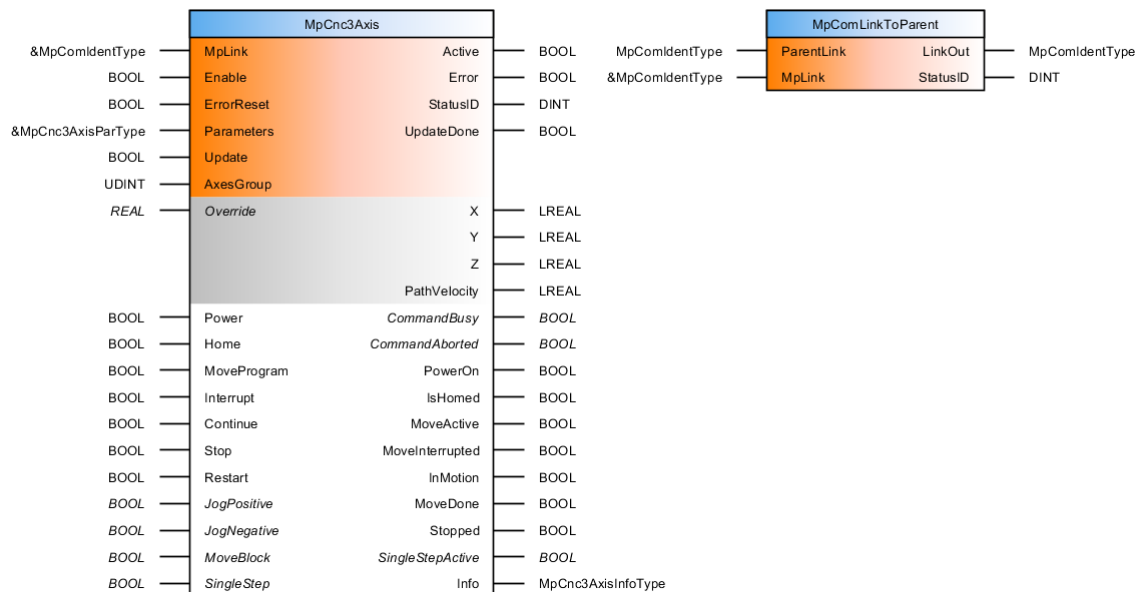 MpCnc3Axis
&MpComIdentType MpLink Active BOOL
BOOL Enable Error BOOL
BOOL ErrorReset StatusID DINT
&MpCnc3AxisParType Parameters UpdateDone BOOL
BOOL Update
UDINT AxesGroup
REAL Override X LREAL
Y LREAL
Z LREAL
PathVelocity LREAL
BOOL Power CommandBusy BOOL
BOOL Home CommandAborted BOOL
BOOL MoveProgram PowerOn BOOL
BOOL Interrupt IsHomed BOOL
BOOL Continue MoveActive BOOL
BOOL Stop MoveInterrupted BOOL
BOOL Restart InMotion BOOL
BOOL JogPositive MoveDone BOOL
BOOL JogNegative Stopped BOOL
BOOL MoveBlock SingleStepActive BOOL
BOOL SingleStep Info MpCnc3AxisInfoType
MpComLinkToParent
MpComIdentType ParentLink LinkOut MpComIdentType
&MpComIdentType MpLink StatusID DINT